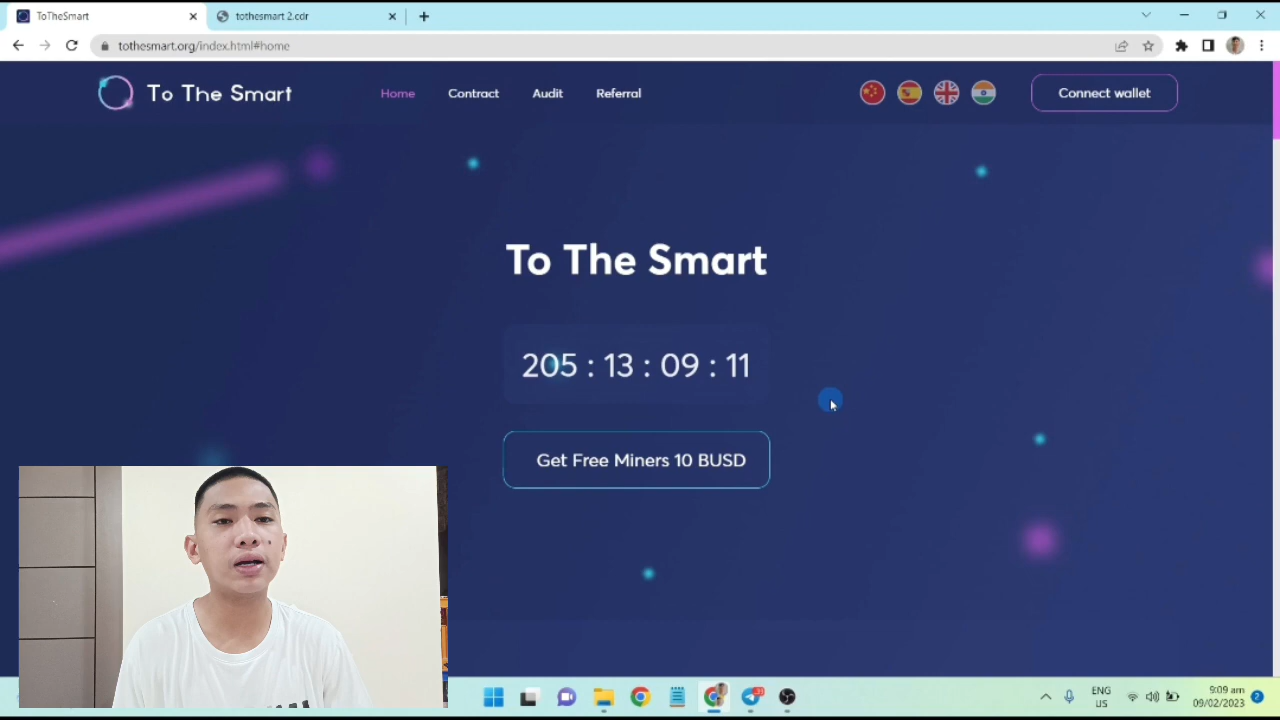 ToTheSmart
tothesmart 2.cdr
tothesmart.org/index.html#home
To The Smart
Home
Contract
Audit
Referral
Connect wallet
To The Smart
205 : 13 : 09 : 11
Get Free Miners 10 BUSD
31
ENG
US
9:09 am
09/02/2023
2